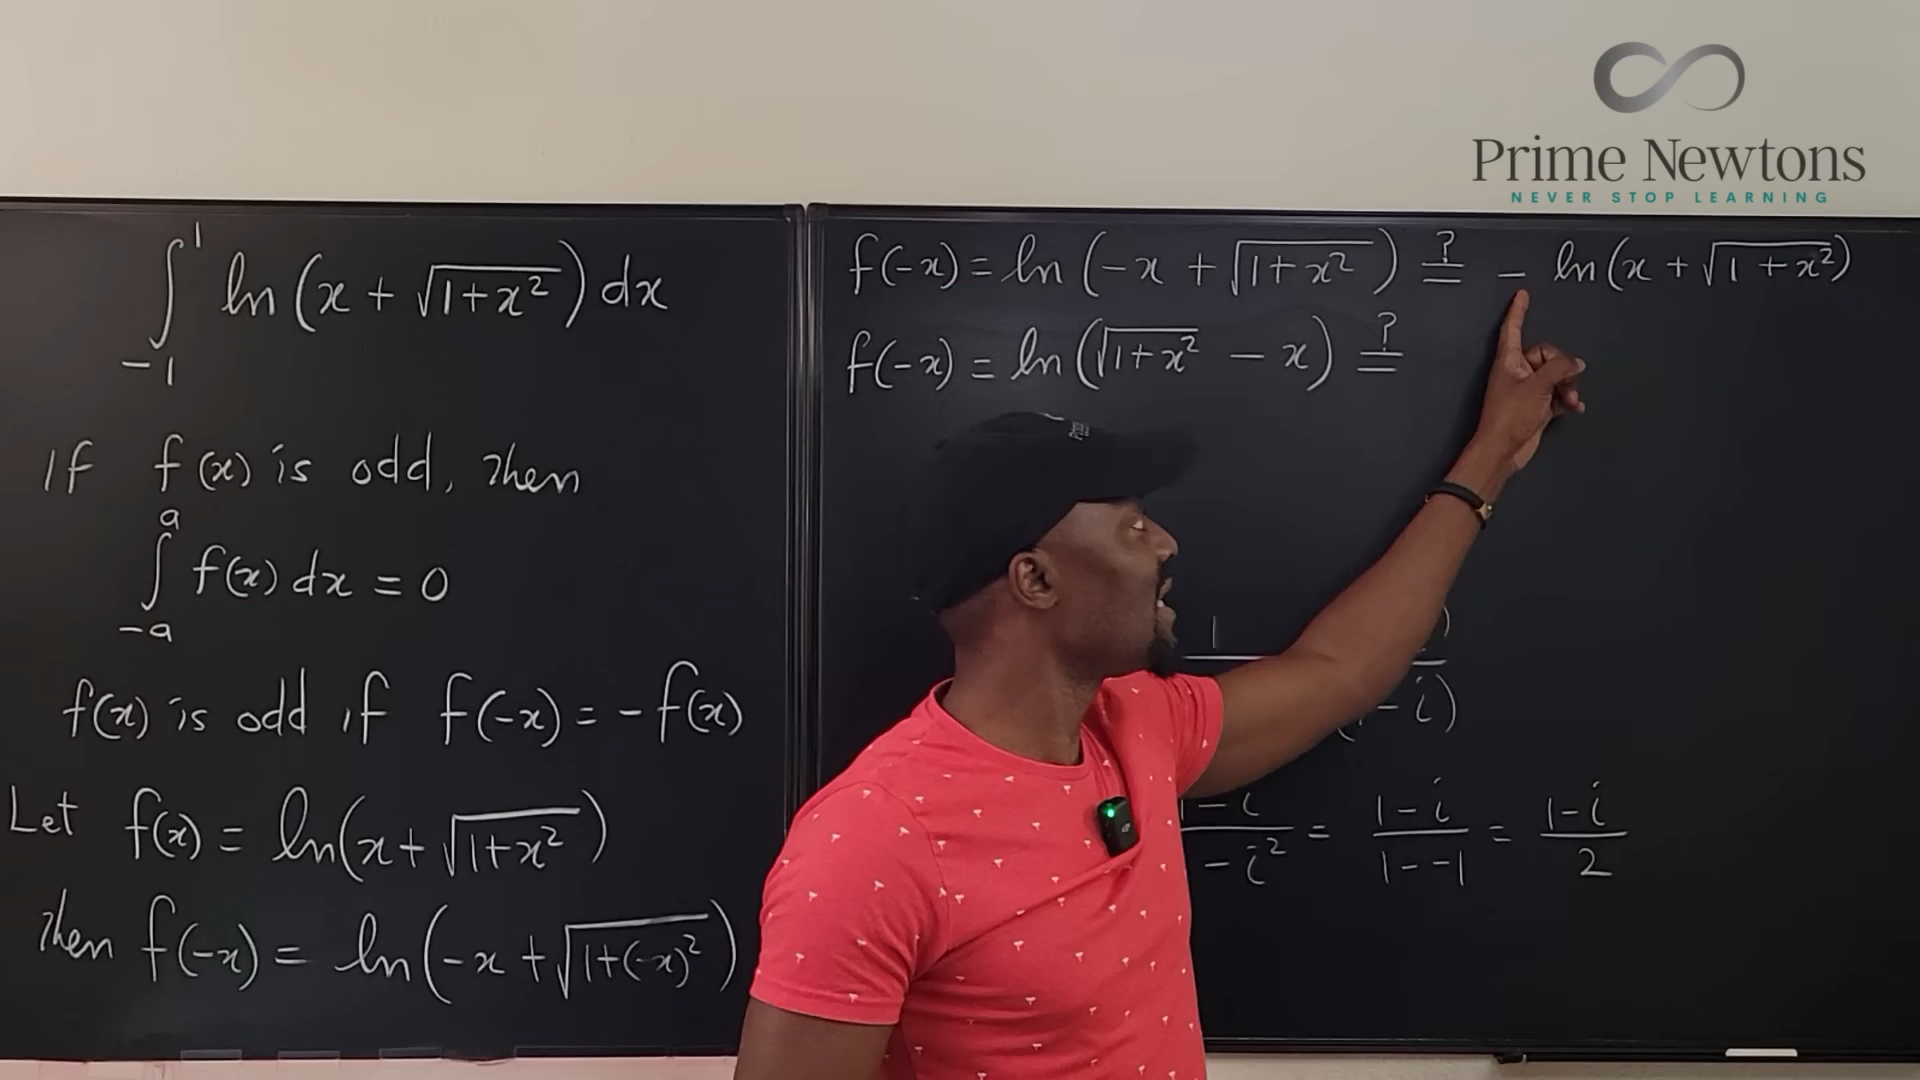 Prime Newtons
NEVER STOP LEARNING
∫_{-1}^{1} ln(x + √(1+x²)) dx
If f(x) is odd, then
∫_{-a}^{a} f(x) dx = 0
f(x) is odd if f(-x) = -f(x)
Let f(x) = ln(x + √(1+x²))
then f(-x) = ln(-x + √(1+(-x)²))
f(-x) = ln(-x + √(1+x²)) ≟ - ln(x + √(1+x²))
f(-x) = ln(√(1+x²) - x) ≟
1
-i)
-i / -i² = (1-i)/(1--1) = (1-i)/2